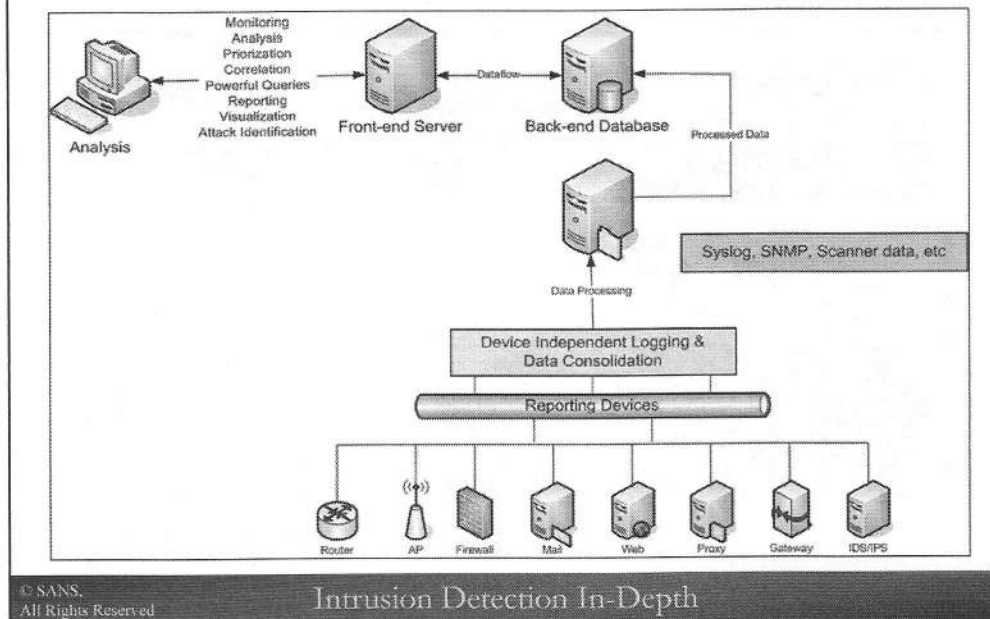 Monitoring
Analysis
Priorization
Correlation
Powerful Queries
Reporting
Visualization
Attack Identification
Analysis
Front-end Server
Dataflow
Back-end Database
Processed Data
Syslog, SNMP, Scanner data, etc
Data Processing
Device Independent Logging &
Data Consolidation
Reporting Devices
Router
AP
Firewall
Mail
Web
Proxy
Gateway
IDS/IPS
© SANS,
All Rights Reserved
Intrusion Detection In-Depth